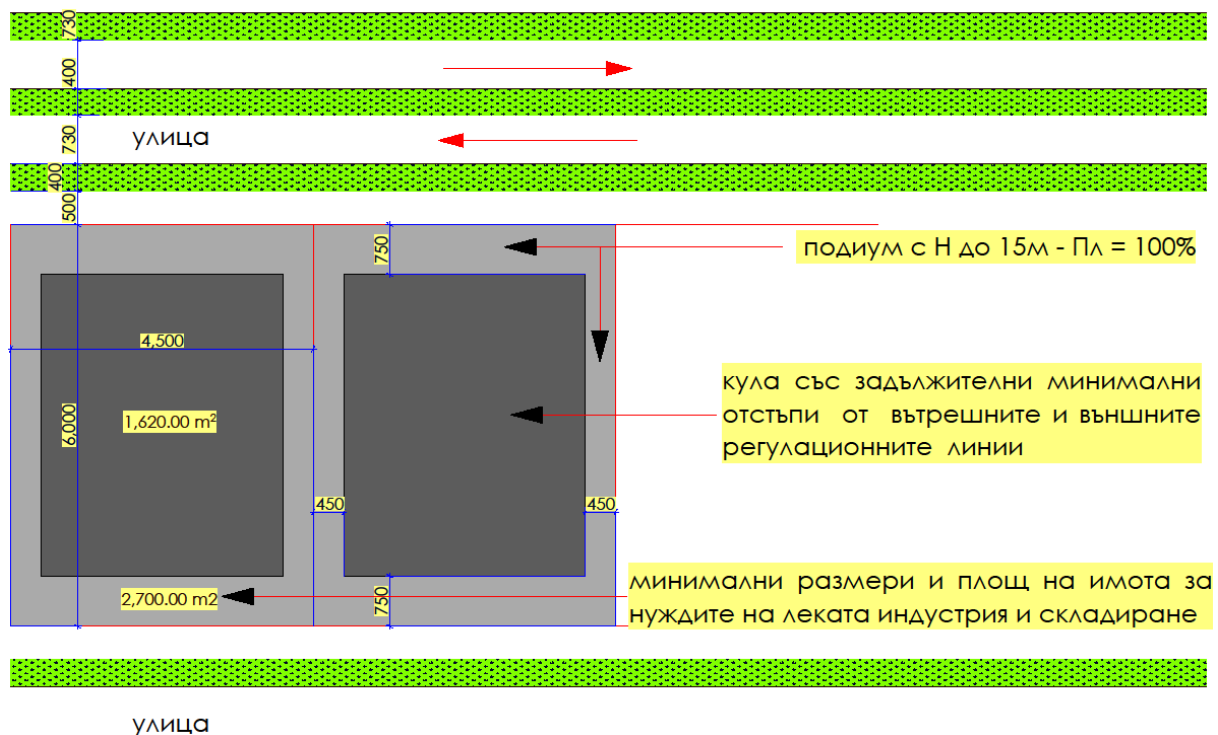 730
400
730
улица
400
500
750
подиум с Н до 15м - Пл = 100%
4,500
6,000
1,620.00 m²
кула със задължителни минимални
отстъпи от вътрешните и външните
регулационните линии
450
450
750
2,700.00 m2
минимални размери и площ на имота за
нуждите на леката индустрия и складиране
улица